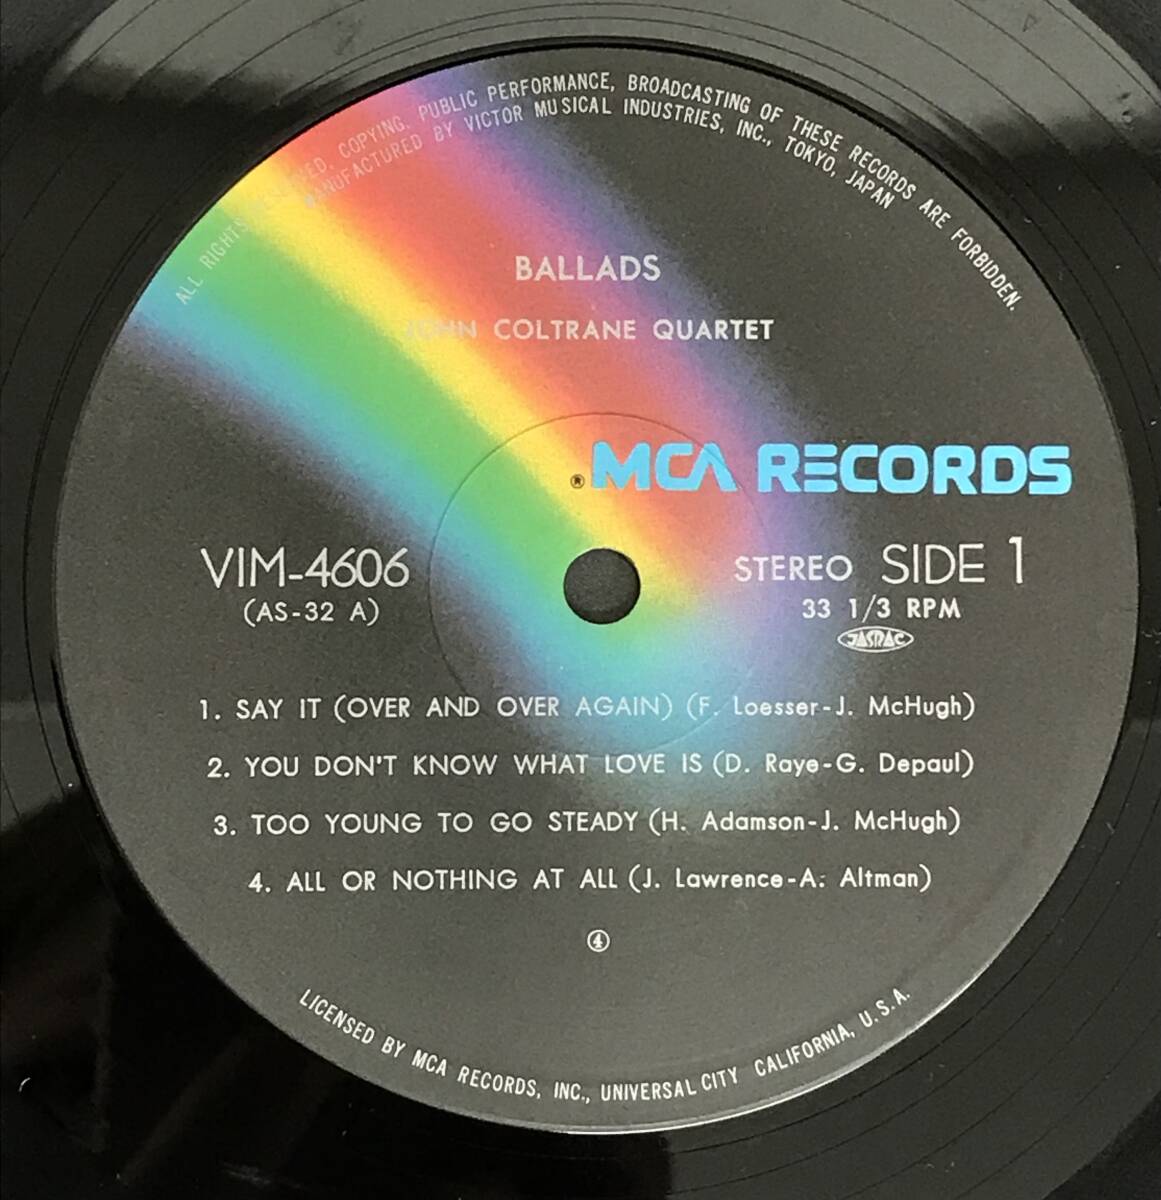 ALL RIGHTS RESERVED. COPYING, PUBLIC PERFORMANCE, BROADCASTING OF THESE RECORDS ARE FORBIDDEN.
MANUFACTURED BY VICTOR MUSICAL INDUSTRIES, INC., TOKYO, JAPAN
BALLADS
JOHN COLTRANE QUARTET
® MCA RECORDS
VIM-4606
(AS-32 A)
STEREO SIDE 1
33 1/3 RPM
JASRAC
1. SAY IT (OVER AND OVER AGAIN) (F. Loesser-J. McHugh)
2. YOU DON'T KNOW WHAT LOVE IS (D. Raye-G. Depaul)
3. TOO YOUNG TO GO STEADY (H. Adamson-J. McHugh)
4. ALL OR NOTHING AT ALL (J. Lawrence-A. Altman)
④
LICENSED BY MCA RECORDS, INC., UNIVERSAL CITY CALIFORNIA, U.S.A.